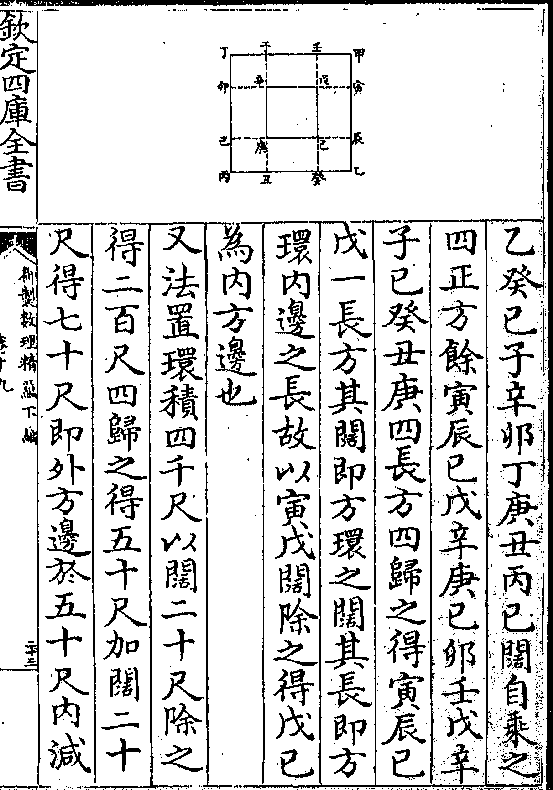 乙癸巳子辛卯丁庚丑丙巳闊自乘之
四正方餘寅辰巳戊辛庚巳卯壬戊辛
子巳癸丑庚四長方四歸之得寅辰巳
戊一長方其闊即方環之闊其長即方
環內邊之長故以寅戊闊除之得戊巳
為內方邊也
又法置環積四千尺以闊二十尺除之
得二百尺四歸之得五十尺加闊二十
尺得七十尺即外方邊於五十尺內減
丁
子
壬
甲
卯
辛
戊
寅
己
庚
己
辰
丙
丑
癸
乙
欽定四庫全書
御製數理精蘊下編
卷十九
二十三